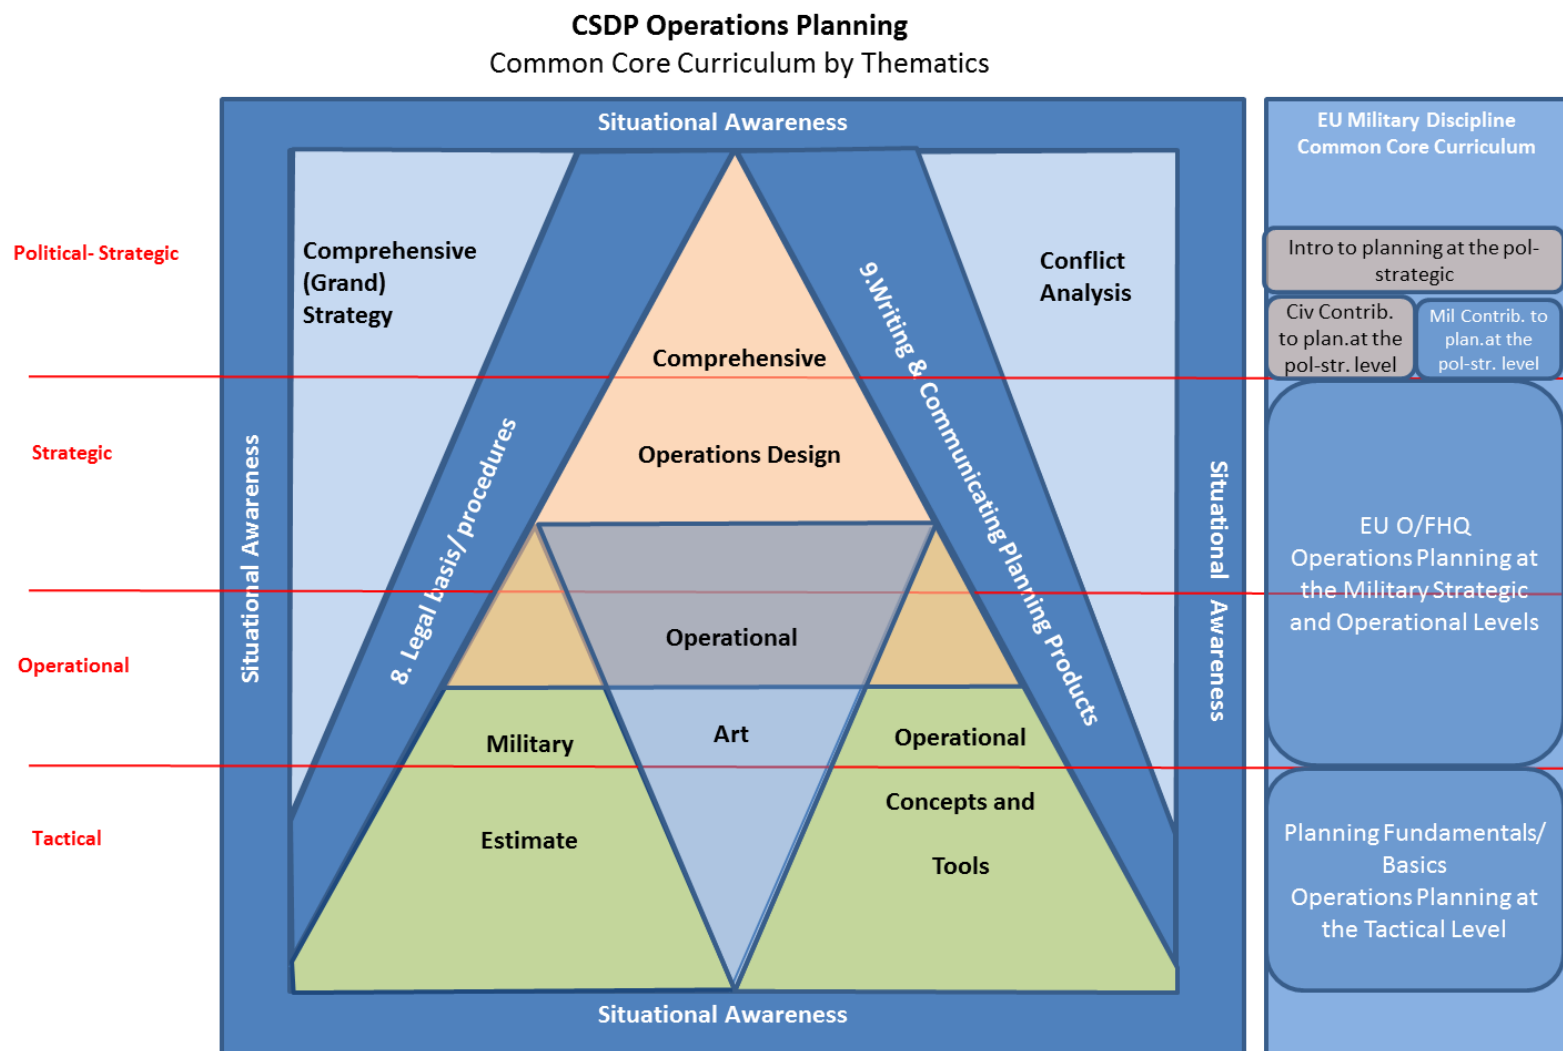 CSDP Operations Planning
Common Core Curriculum by Thematics
Political- Strategic
Strategic
Operational
Tactical
Situational Awareness
Situational Awareness
Comprehensive
(Grand)
Strategy
8. Legal basis/ procedures
Comprehensive
Operations Design
Operational
Art
Military
Estimate
Operational
Concepts and
Tools
9.Writing & Communicating Planning Products
Conflict
Analysis
Situational Awareness
Situational Awareness
EU Military Discipline
Common Core Curriculum
Intro to planning at the pol-
strategic
Civ Contrib.
to plan.at the
pol-str. level
Mil Contrib. to
plan.at the
pol-str. level
EU O/FHQ
Operations Planning at
the Military Strategic
and Operational Levels
Planning Fundamentals/
Basics
Operations Planning at
the Tactical Level